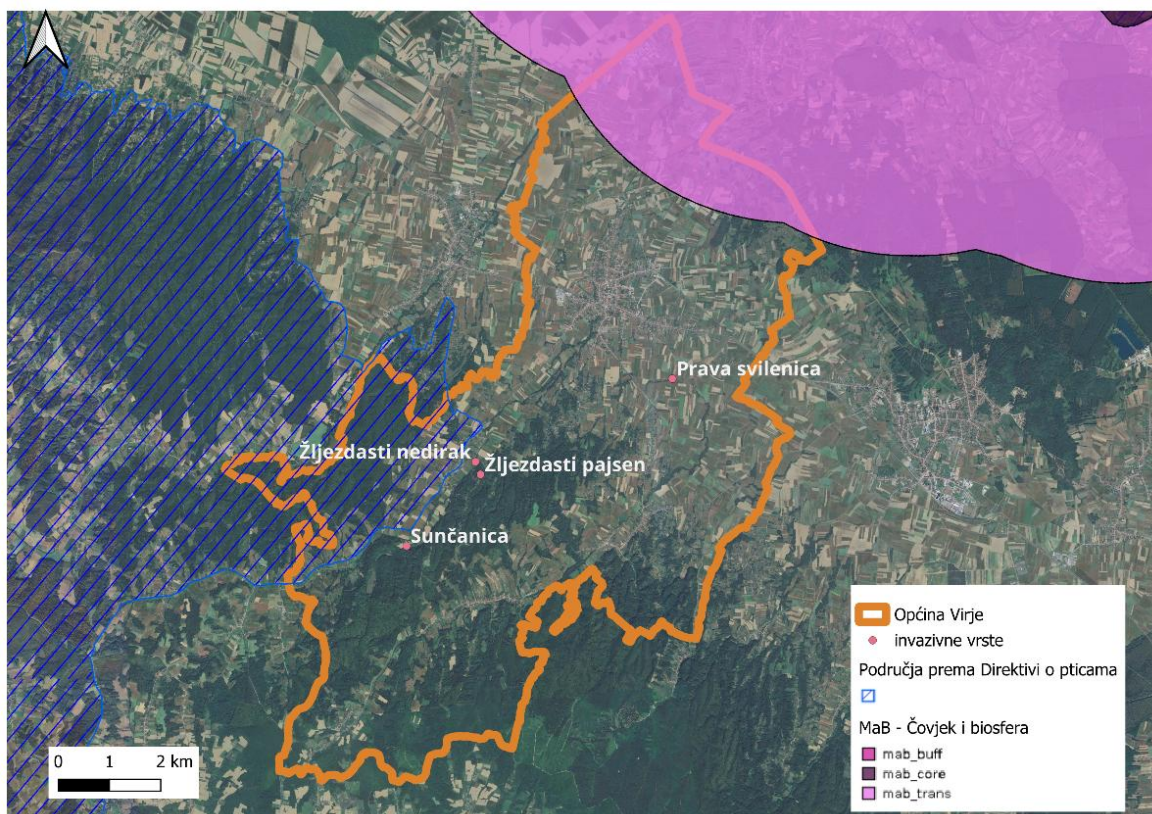 Prava svilenica
Žljezdasti nedirak
Žljezdasti pajsen
Sunčanica
Općina Virje
invazivne vrste
Područja prema Direktivi o pticama
MaB - Čovjek i biosfera
mab_buff
mab_core
mab_trans
0 1 2 km